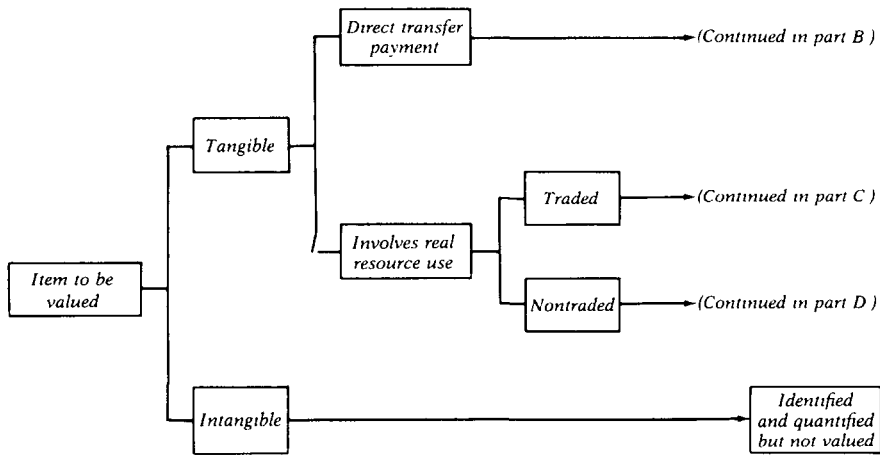 Direct transfer
payment
(Continued in part B )
Tangible
Traded
(Continued in part C )
Involves real
resource use
Item to be
valued
Nontraded
(Continued in part D )
Intangible
Identified
and quantified
but not valued